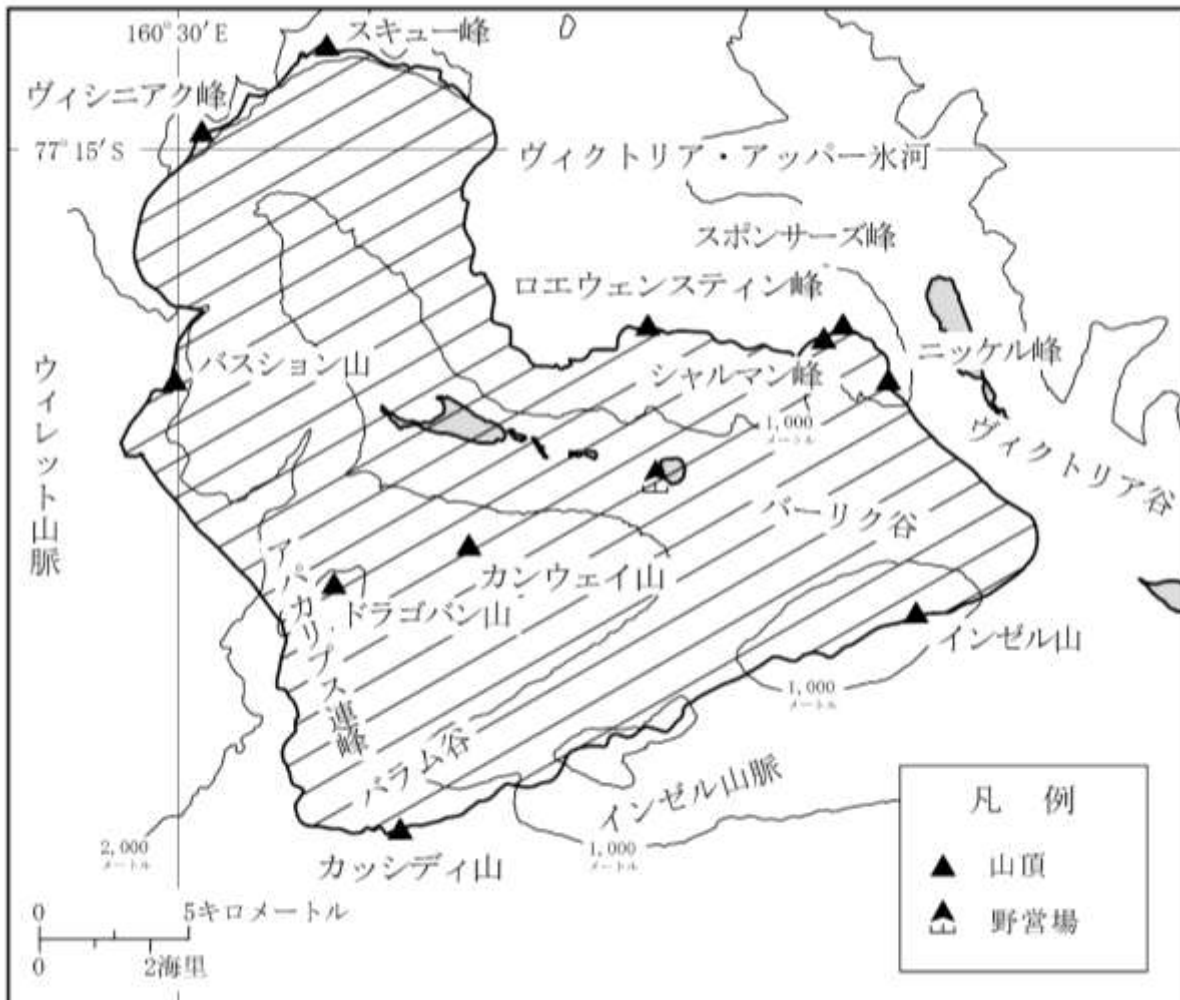 160°30′E
スキュー峰
ヴィシニアク峰
77°15′S
ヴィクトリア・アッパー氷河
スポンサーズ峰
ロエウェンスティン峰
ニッケル峰
バスション山
シャルマン峰
1,000
メートル
ウィレット山脈
ヴィクトリア谷
バーリク谷
カンウェイ山
アパカリプス連峰
ドラゴバン山
インゼル山
1,000
メートル
バラム谷
インゼル山脈
2,000
メートル
1,000
メートル
カッシディ山
0 5キロメートル
0 2海里
凡 例
山頂
野営場